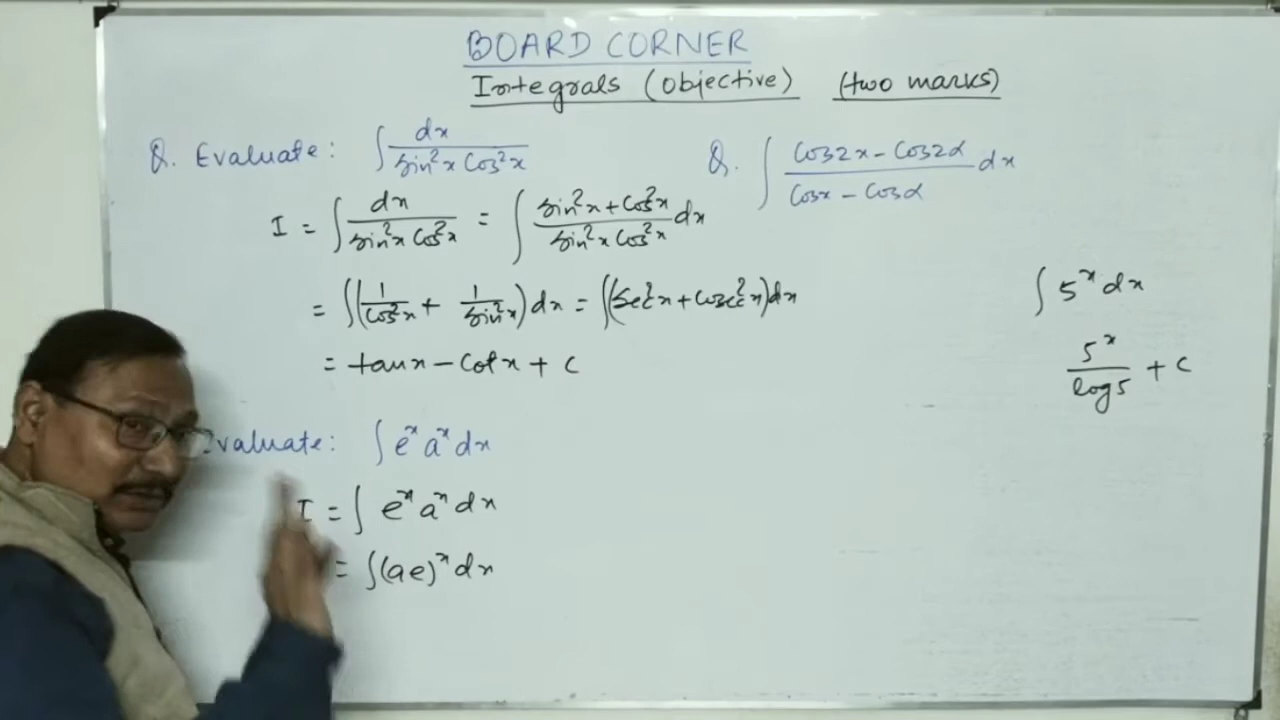 BOARD CORNER
Integrals (objective) (two marks)
Q. Evaluate: ∫ dx / sin²x Cos²x
I = ∫ dx / sin²x Cos²x = ∫ sin²x + Cos²x / sin²x Cos²x dx
= ∫(1/cos²x + 1/sin²x) dx = ∫(Sec²x + Cosec²x)dx
= tanx - Cotx + C
Evaluate: ∫ eˣ aˣ dx
I = ∫ eˣ aˣ dx
= ∫(ae)ˣ dx
Q. ∫ Cos2x - Cos2α / Cosx - Cosα dx
∫ 5ˣ dx
5ˣ / log5 + C